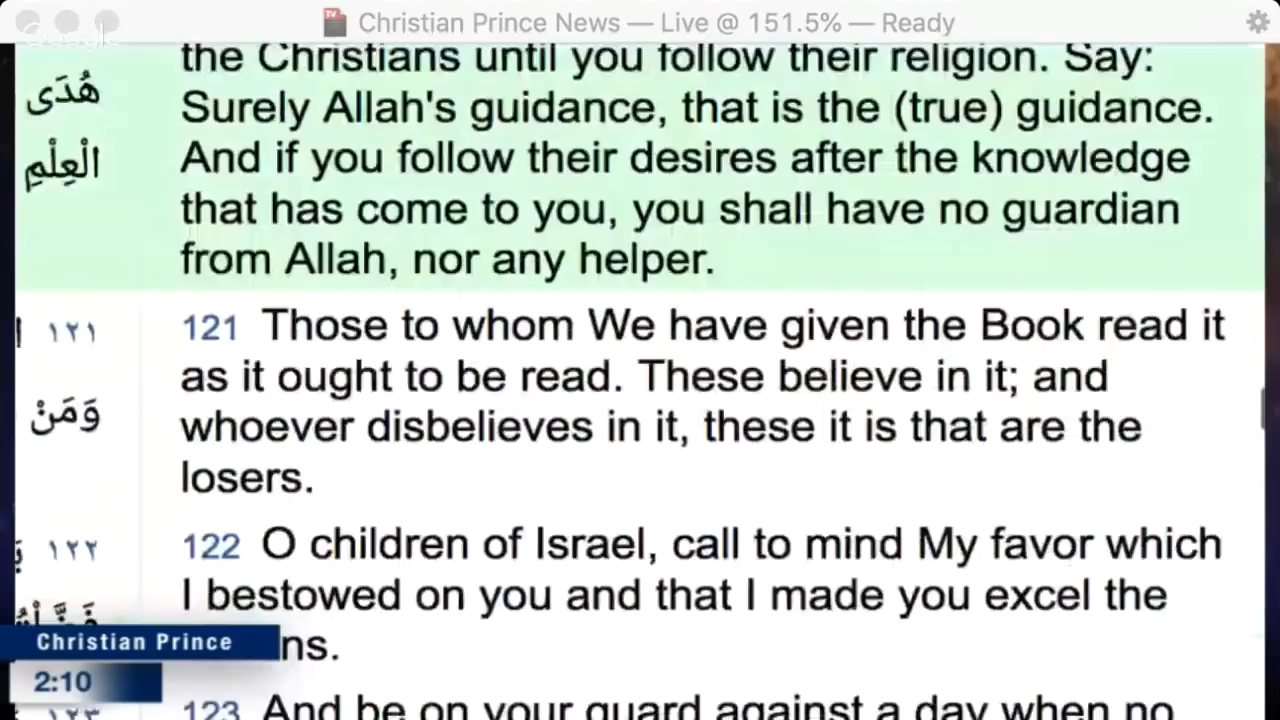 Christian Prince News — Live @ 151.5% — Ready
Google
the Christians until you follow their religion. Say:
هُدَى
Surely Allah's guidance, that is the (true) guidance.
الْعِلْمِ
And if you follow their desires after the knowledge
that has come to you, you shall have no guardian
from Allah, nor any helper.
١٢١
121 Those to whom We have given the Book read it
as it ought to be read. These believe in it; and
وَمَنْ
whoever disbelieves in it, these it is that are the
losers.
١٢٢
122 O children of Israel, call to mind My favor which
I bestowed on you and that I made you excel the
ns.
Christian Prince
2:10
١٢٣
123 And be on your guard against a day when no